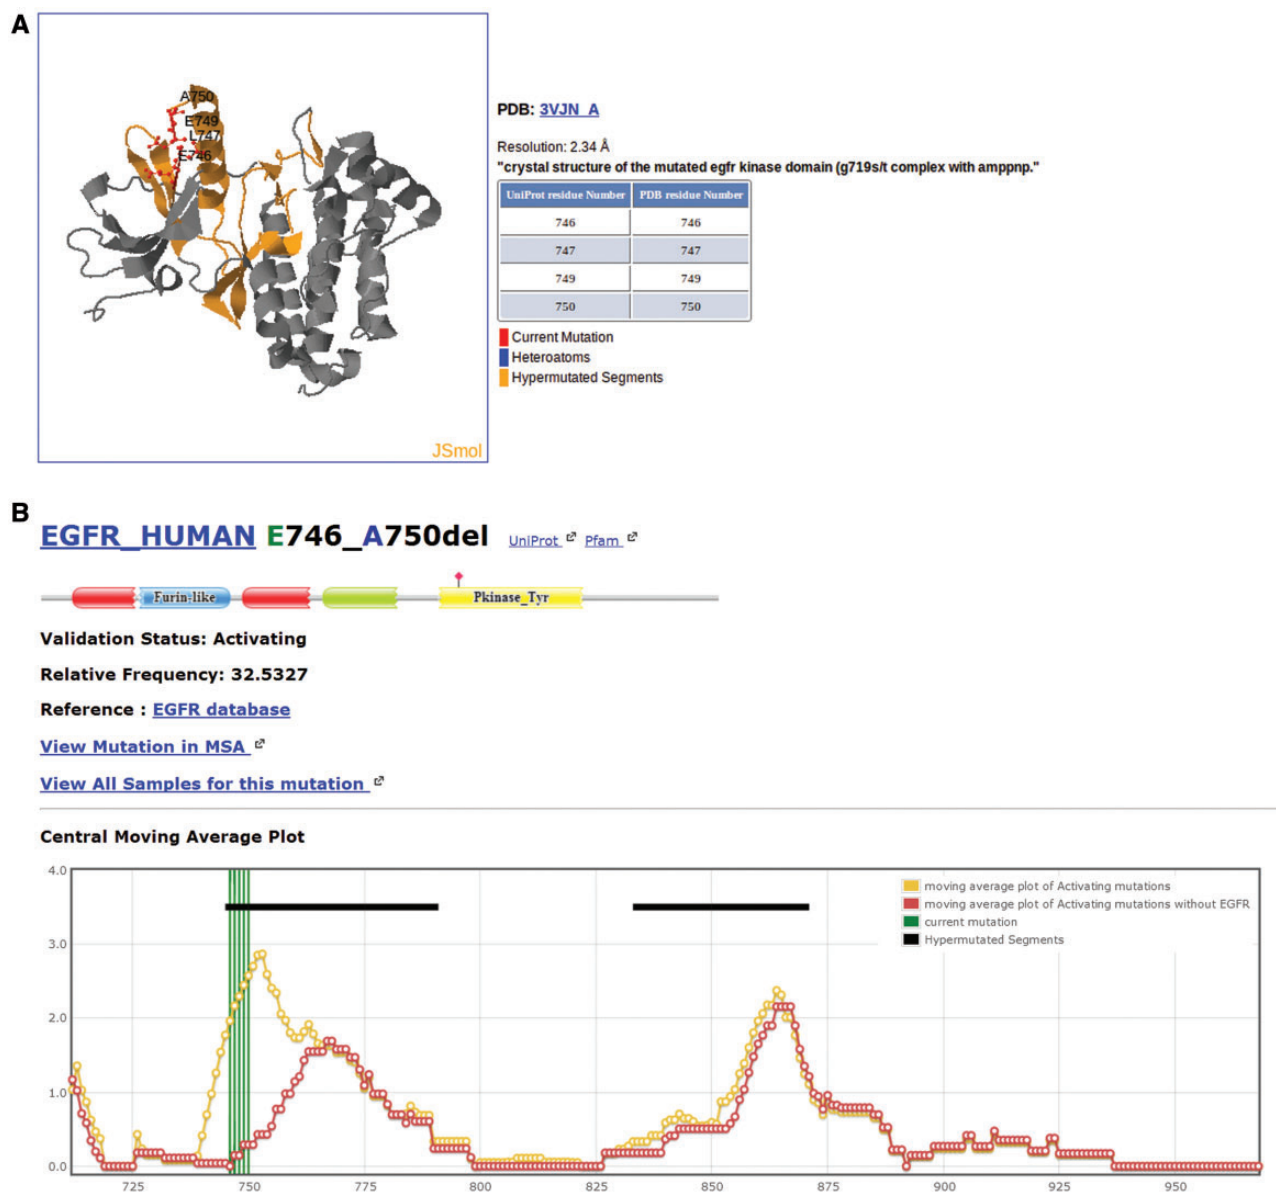 A
A750
E749
L747
E746
JSmol
PDB: 3VJN_A
Resolution: 2.34 Å
"crystal structure of the mutated egfr kinase domain (g719s/t complex with amppnp."
UniProt residue Number PDB residue Number
746 746
747 747
749 749
750 750
Current Mutation
Heteroatoms
Hypermutated Segments
B
EGFR_HUMAN E746_A750del UniProt Pfam
Furin-like Pkinase_Tyr
Validation Status: Activating
Relative Frequency: 32.5327
Reference : EGFR database
View Mutation in MSA
View All Samples for this mutation
Central Moving Average Plot
4.0
3.0
2.0
1.0
0.0
moving average plot of Activating mutations
moving average plot of Activating mutations without EGFR
current mutation
Hypermutated Segments
725 750 775 800 825 850 875 900 925 950